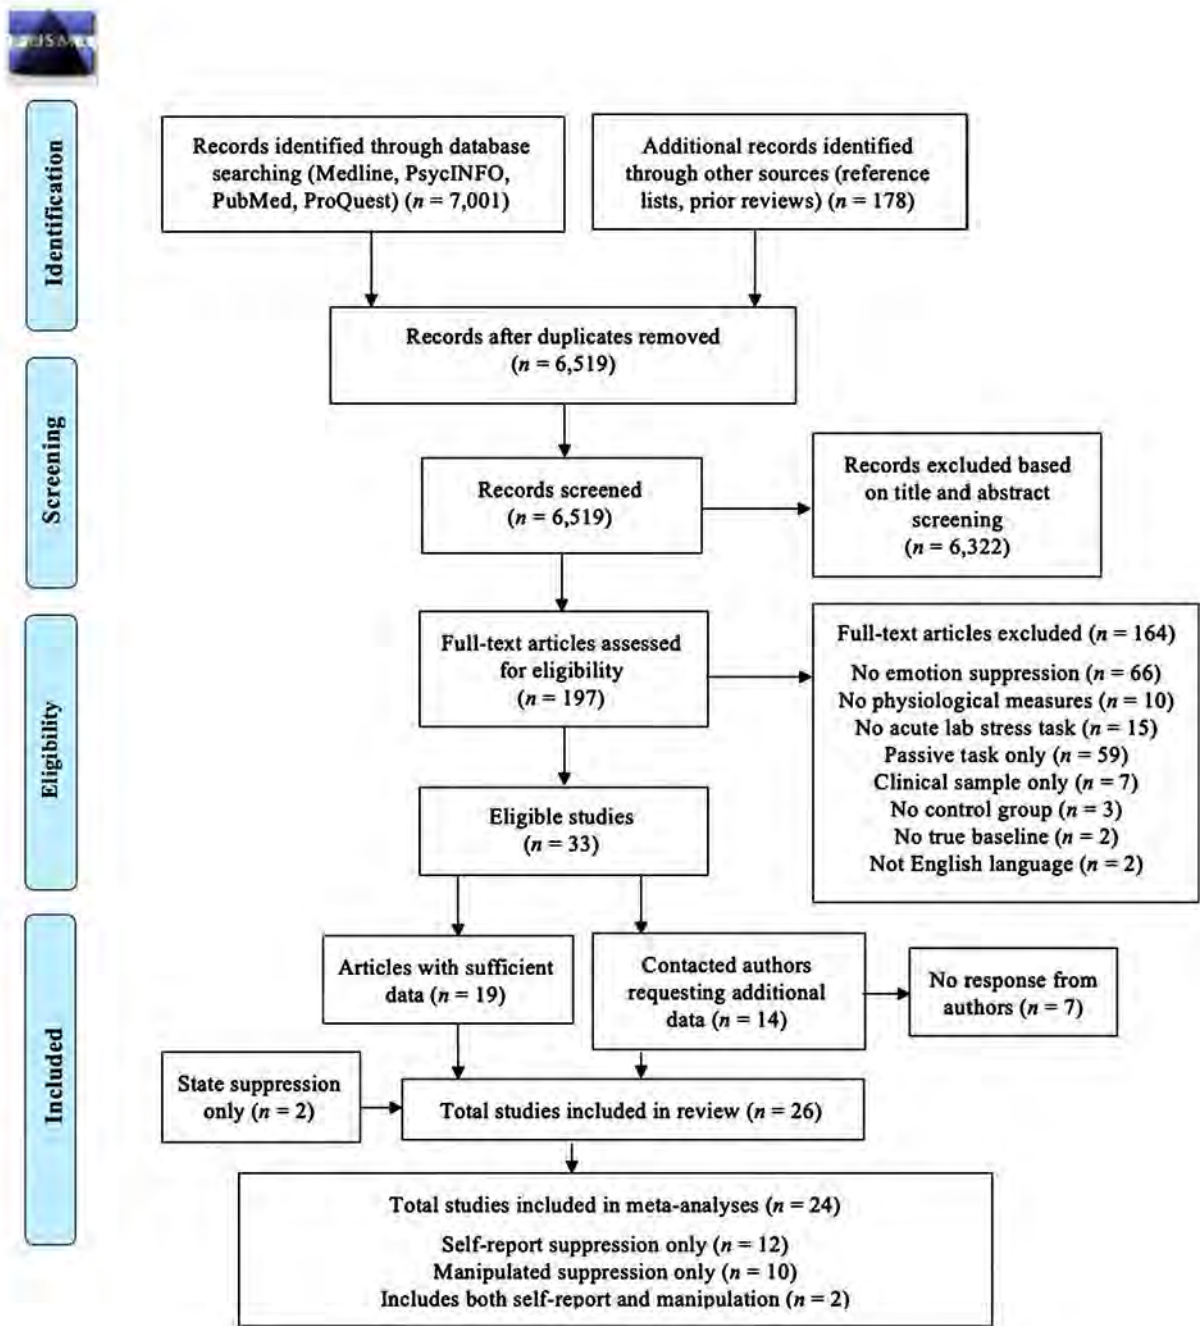 Identification
Records identified through database
searching (Medline, PsycINFO,
PubMed, ProQuest) (n = 7,001)
Additional records identified
through other sources (reference
lists, prior reviews) (n = 178)
Records after duplicates removed
(n = 6,519)
Screening
Records screened
(n = 6,519)
Records excluded based
on title and abstract
screening
(n = 6,322)
Eligibility
Full-text articles assessed
for eligibility
(n = 197)
Full-text articles excluded (n = 164)
No emotion suppression (n = 66)
No physiological measures (n = 10)
No acute lab stress task (n = 15)
Passive task only (n = 59)
Clinical sample only (n = 7)
No control group (n = 3)
No true baseline (n = 2)
Not English language (n = 2)
Eligible studies
(n = 33)
Included
Articles with sufficient
data (n = 19)
Contacted authors
requesting additional
data (n = 14)
No response from
authors (n = 7)
State suppression
only (n = 2)
Total studies included in review (n = 26)
Total studies included in meta-analyses (n = 24)
Self-report suppression only (n = 12)
Manipulated suppression only (n = 10)
Includes both self-report and manipulation (n = 2)